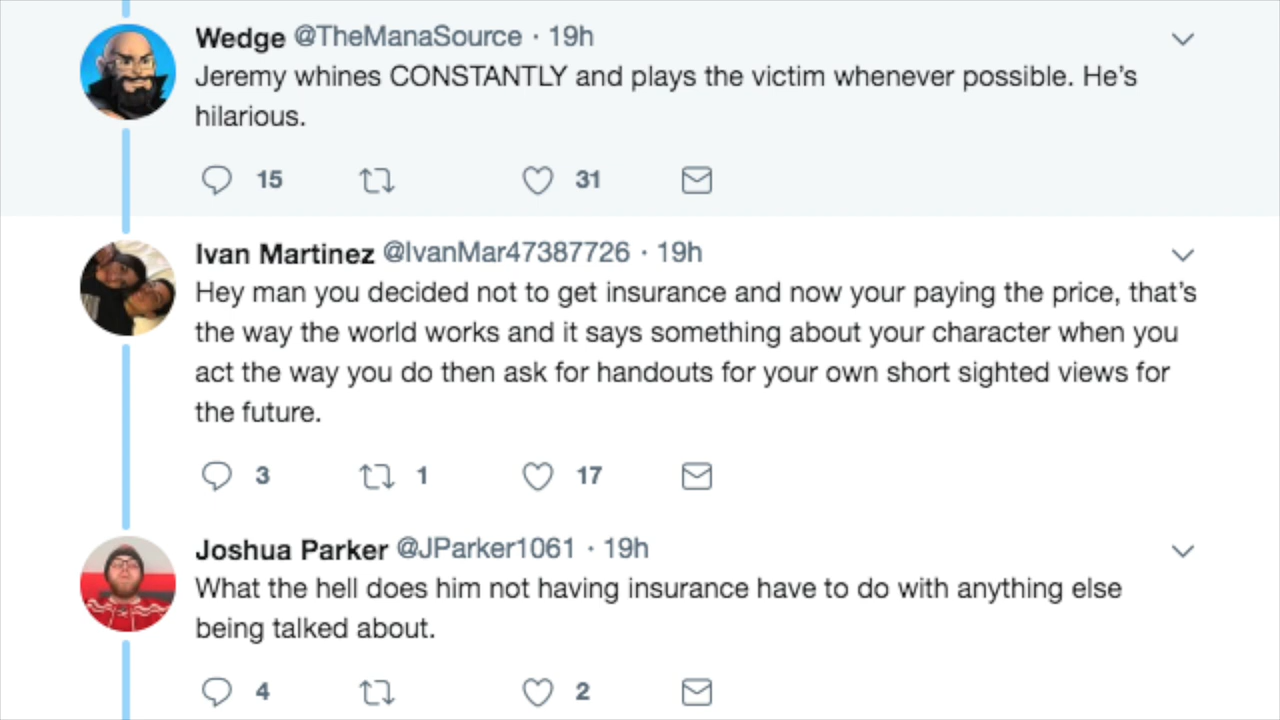 Wedge @TheManaSource · 19h
Jeremy whines CONSTANTLY and plays the victim whenever possible. He’s
hilarious.
15 31
Ivan Martinez @IvanMar47387726 · 19h
Hey man you decided not to get insurance and now your paying the price, that’s
the way the world works and it says something about your character when you
act the way you do then ask for handouts for your own short sighted views for
the future.
3 1 17
Joshua Parker @JParker1061 · 19h
What the hell does him not having insurance have to do with anything else
being talked about.
4 2